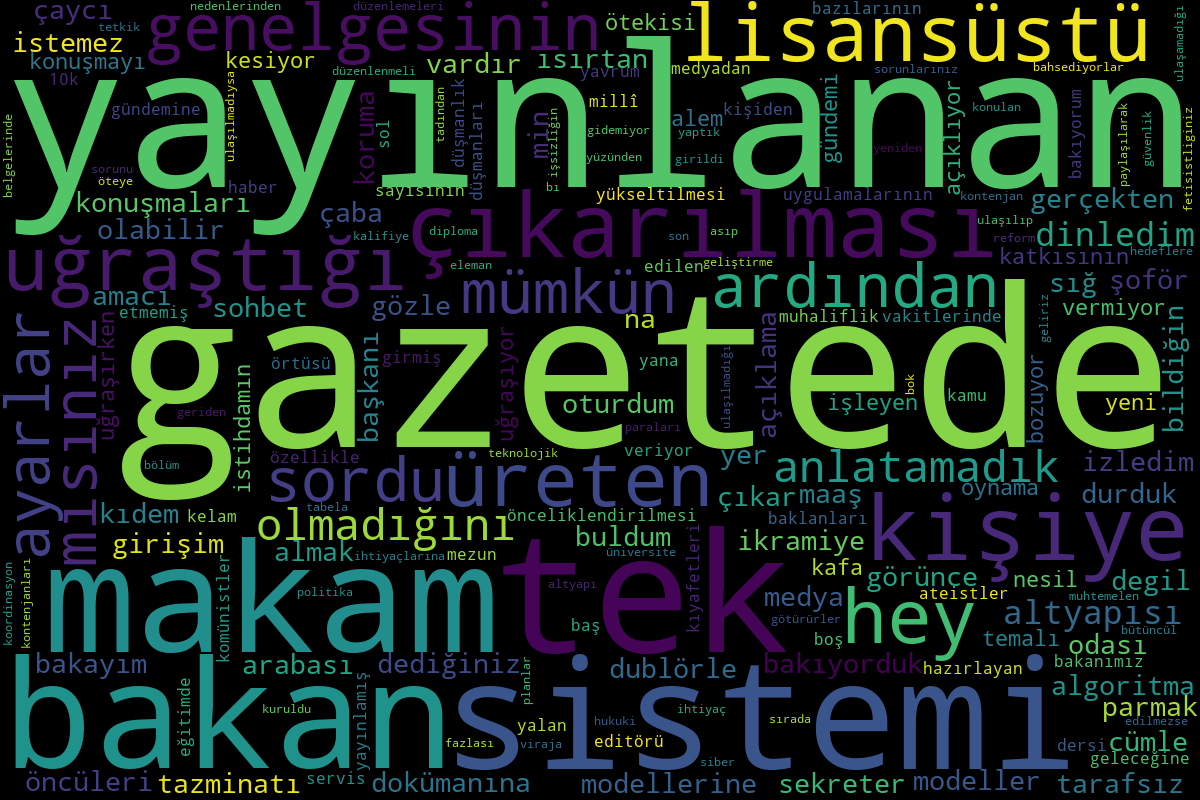 çaycı
nedenlerinden
genelgesinin
düzenlemeleri
ötekisi
lisansüstü
bazılarının
ulaşamadığı
tetkik
istemez
konuşmayı
10k
kesiyor
düzenlenmeli
vardır
ısırtan
yavrum
medyadan
sorunlarınız
bahsediyorlar
yayınlanan
belgelerinde
gündemine
ulaşılmadıysa
koruma
sol
tadından
düşmanlık
düşmanları
min
işsizliğin
millî
gidemiyor
yüzünden
alem
yaptık
girildi
kişiden
gündemi
açıklıyor
konulan
yeniden
bakıyorum
paylaşılarak
güvenlik
fetişistliğiniz
sorunu
öteye
haber
sayısının
bı
yükseltilmesi
uygulamalarının
kontenjan
gerçekten
konuşmaları
olabilir
çaba
kalifiye
diploma
çıkarılması
son
asıp
ulaşılıp
reform
dinledim
katkısının
hedeflere
uğraştığı
eleman
edilen
geliştirme
amacı
etmemiş
sohbet
gözle
mümkün
ardından
sığ
şoför
vermiyor
geliriz
na
muhaliflik
vakitlerinde
ayarlar
mısınız
uğraşırken
gazetede
örtüsü
başkanı
girmiş
uğraşıyor
yana
ulaşılmadığı
açıklama
bok
kamu
bozuyor
yeni
bildiğin
geriden
oturdum
işleyen
paraları
bölüm
istihdamın
özellikle
teknolojik
veriyor
yer
anlatamadık
izledim
sordu
üreten
tabela
çıkar
maaş
oynama
durduk
kıdem
kelam
olmadığını
önceliklendirilmesi
baklanları
kişiye
girişim
almak
ihtiyaçlarına
mezun
buldum
üniversite
ikramiye
kafa
koordinasyon
kontenjanları
makam
komünistler
politika
tek
altyapı
kıyafetleri
baş
medya
götürürler
boş
hey
görünce
ateistler
nesil
muhtemelen
degil
altyapısı
temalı
odası
bütüncül
bakayım
arabası
dediğiniz
planlar
dublörle
bakıyorduk
hazırlayan
bakanımız
bakan
eğitimde
kuruldu
yayınlamış
sistemi
ihtiyaç
algoritma
parmak
yalan
hukuki
sırada
edilmezse
fazlası
viraja
editörü
dersi
cümle
geleceğine
siber
öncüleri
tazminatı
servis
dokümanına
modellerine
sekreter
modeller
tarafsız